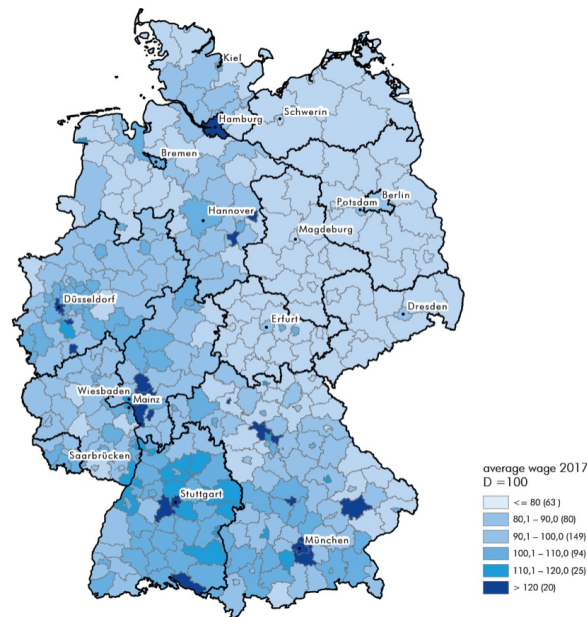 Kiel
Hamburg
Schwerin
Bremen
Berlin
Potsdam
Hannover
Magdeburg
Düsseldorf
Dresden
Erfurt
Wiesbaden
Mainz
Saarbrücken
Stuttgart
München
average wage 2017
D =100
<= 80 (63 )
80,1 – 90,0 (80)
90,1 – 100,0 (149)
100,1 – 110,0 (94)
110,1 – 120,0 (25)
> 120 (20)